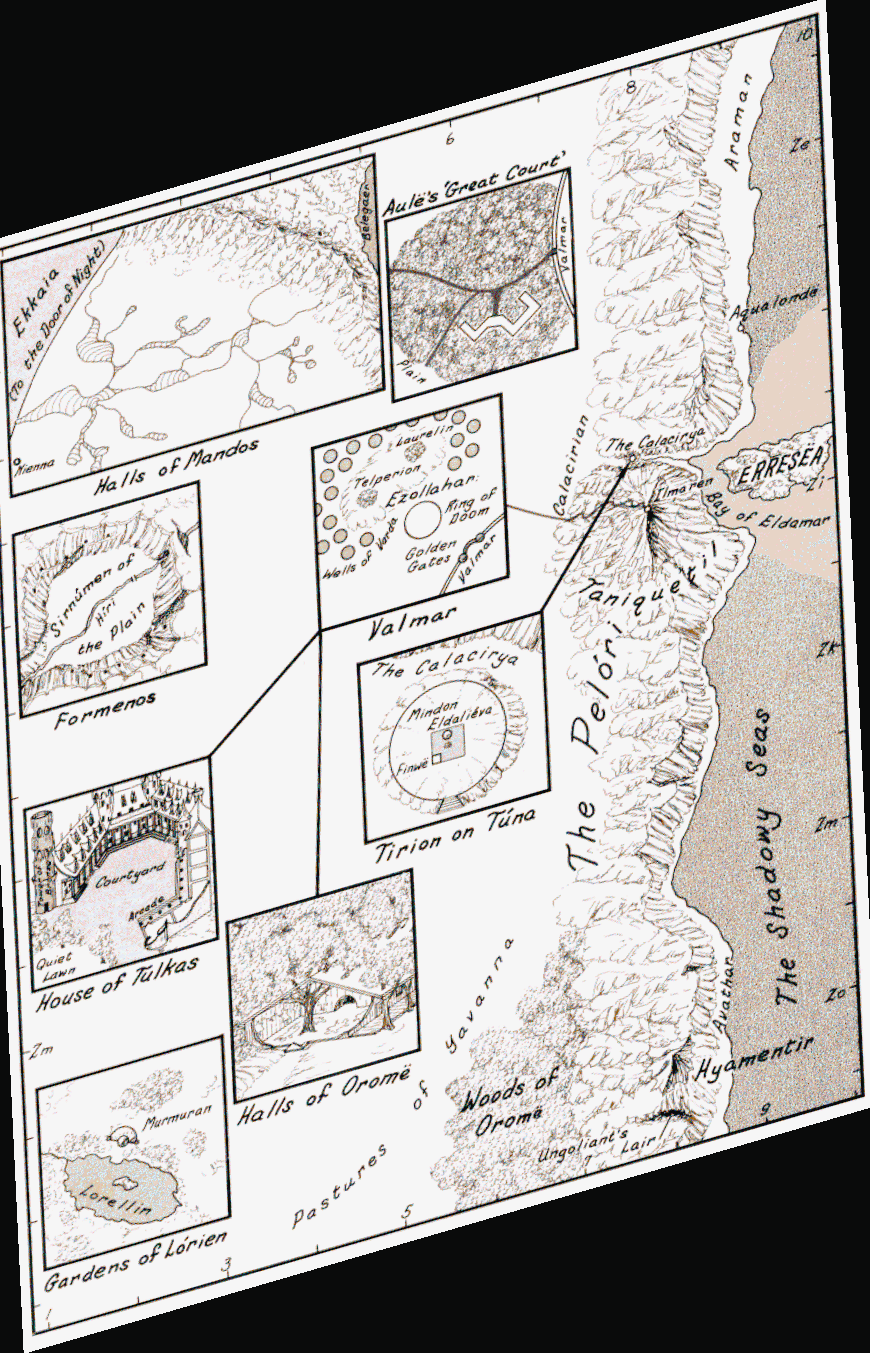 10
8
6
Araman
Ze
Aulë's 'Great Court'
Belegaer
Ekkaia
(To the Door of Night)
Valmar
Plain
Aqualondë
Nienna
Halls of Mandos
Laurelin
Telperion
Ezollahar:
Ring of
Doom
Wells of Varda
Golden
Gates
Valmar
Valmar
Calacirian
The Calacirya
Ilmaren
ERRESEÄ
Zi
Bay
of Eldamar
Taniquetil
Sirnúmen of
Híri
the Plain
Formenos
The Calacirya
Mindon
Eldaliéva
Finwë
Tirion on Túna
The Pelóri
Zk
The Shadowy Seas
Zm
Courtyard
Arcade
Quiet
Lawn
House of Tulkas
Halls of Oromë
Pastures of Yavanna
Woods of
Oromë
Avathar
Zo
Hyamentir
Ungoliant's
Lair
Zm
Murmuran
Lorellin
Gardens of Lórien
1
3
5
7
9